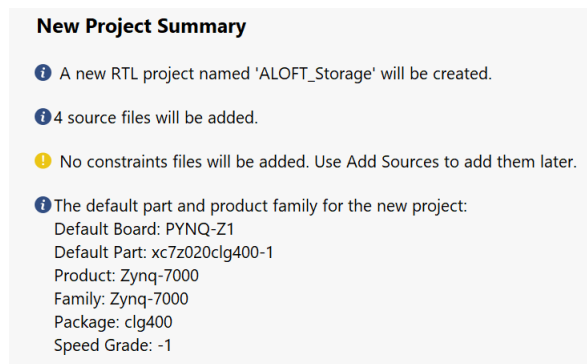 New Project Summary
A new RTL project named 'ALOFT_Storage' will be created.
4 source files will be added.
No constraints files will be added. Use Add Sources to add them later.
The default part and product family for the new project:
Default Board: PYNQ-Z1
Default Part: xc7z020clg400-1
Product: Zynq-7000
Family: Zynq-7000
Package: clg400
Speed Grade: -1